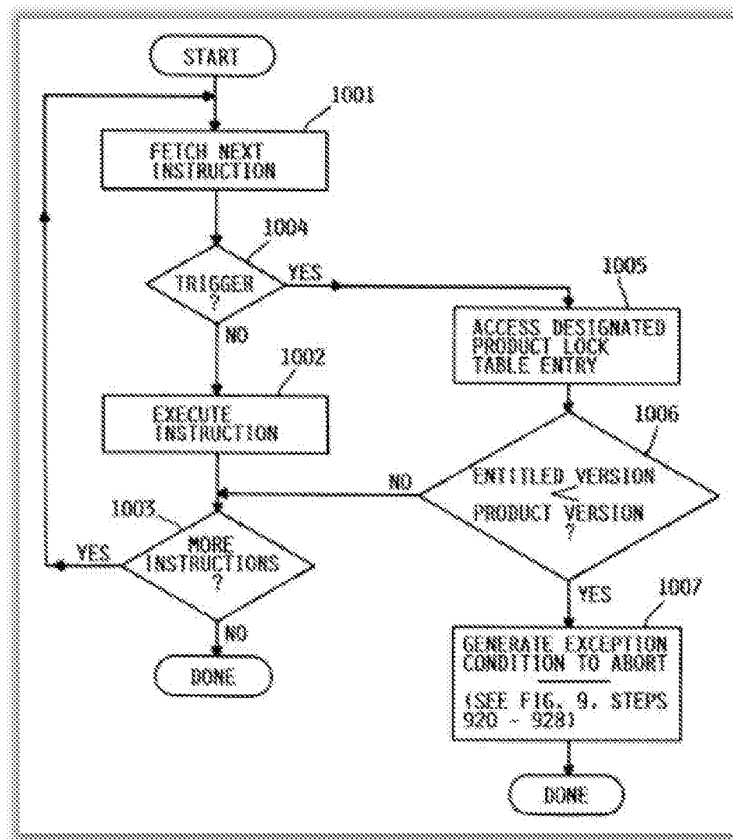 START
1001
FETCH NEXT
INSTRUCTION
1004
TRIGGER
?
YES
NO
1005
ACCESS DESIGNATED
PRODUCT LOCK
TABLE ENTRY
1002
EXECUTE
INSTRUCTION
1006
ENTITLED VERSION
<
PRODUCT VERSION
?
NO
YES
1003
MORE
INSTRUCTIONS
?
YES
NO
DONE
1007
GENERATE EXCEPTION
CONDITION TO ABORT
(SEE FIG. 9. STEPS
920 - 928)
DONE